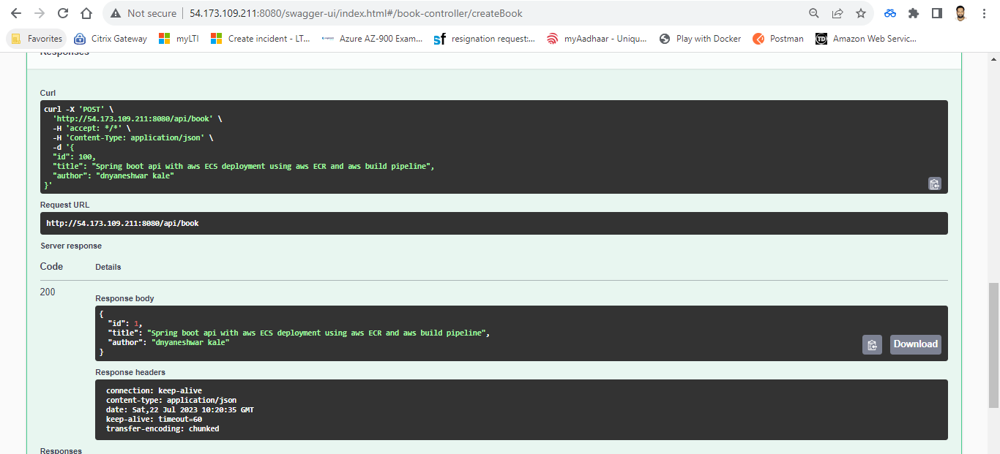 Not secure 54.173.109.211:8080/swagger-ui/index.html#/book-controller/createBook
Favorites Citrix Gateway myLTI Create incident - LT... Azure AZ-900 Exam... resignation request:... myAadhaar - Uniqu... Play with Docker Postman Amazon Web Servic...
Responses
Curl
curl -X 'POST' \
'http://54.173.109.211:8080/api/book' \
-H 'accept: */*' \
-H 'Content-Type: application/json' \
-d '{
"id": 100,
"title": "Spring boot api with aws ECS deployment using aws ECR and aws build pipeline",
"author": "dnyaneshwar kale"
}'
Request URL
http://54.173.109.211:8080/api/book
Server response
Code Details
200
Response body
{
"id": 1,
"title": "Spring boot api with aws ECS deployment using aws ECR and aws build pipeline",
"author": "dnyaneshwar kale"
}
Download
Response headers
connection: keep-alive
content-type: application/json
date: Sat,22 Jul 2023 10:20:35 GMT
keep-alive: timeout=60
transfer-encoding: chunked
Responses